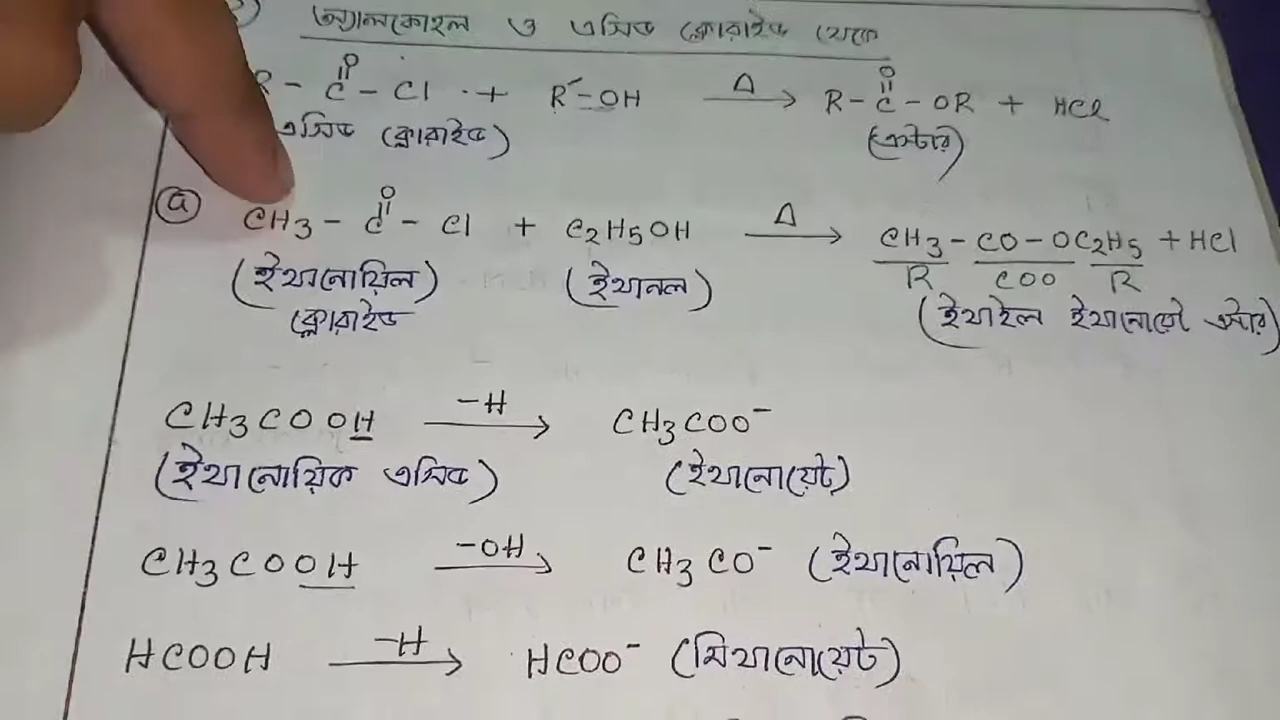 অ্যালকোহল ও এসিড ক্লোরাইড থেকে
R - C(=O) - Cl + R´-OH →(Δ) R - C(=O) - OR + HCl
এসিড (ক্লোরাইড) (এস্টার)
(a) CH3 - C(=O) - Cl + C2H5OH →(Δ) CH3 - CO - OC2H5 + HCl
R COO R
(ইথানোয়িল) (ইথানল) (ইথাইল ইথানোয়েট এস্টার)
ক্লোরাইড
CH3COOH →(-H) CH3COO⁻
(ইথানোয়িক এসিড) (ইথানোয়েট)
CH3COOH →(-OH) CH3CO⁻ (ইথানোয়িল)
HCOOH →(-H) HCOO⁻ (মিথানোয়েট)